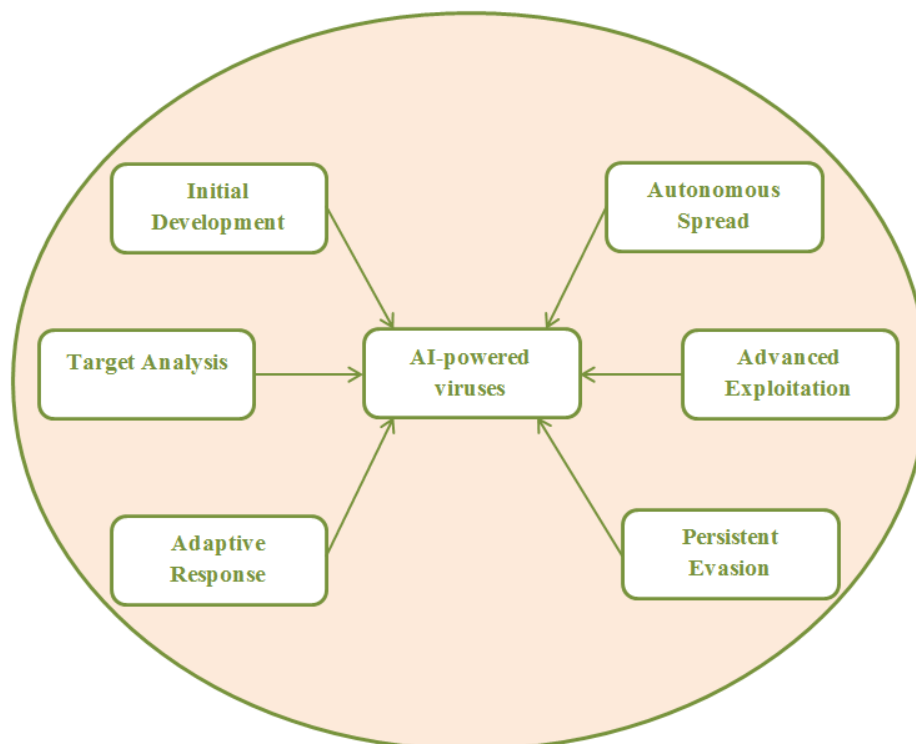 Initial
Development
Autonomous
Spread
Target Analysis
AI-powered
viruses
Advanced
Exploitation
Adaptive
Response
Persistent
Evasion